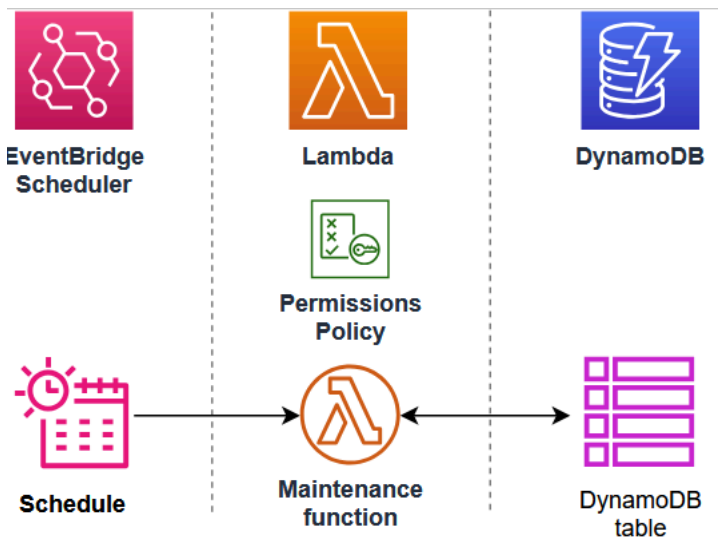 EventBridge
Scheduler
Lambda
DynamoDB
Permissions
Policy
Schedule
Maintenance
function
DynamoDB
table